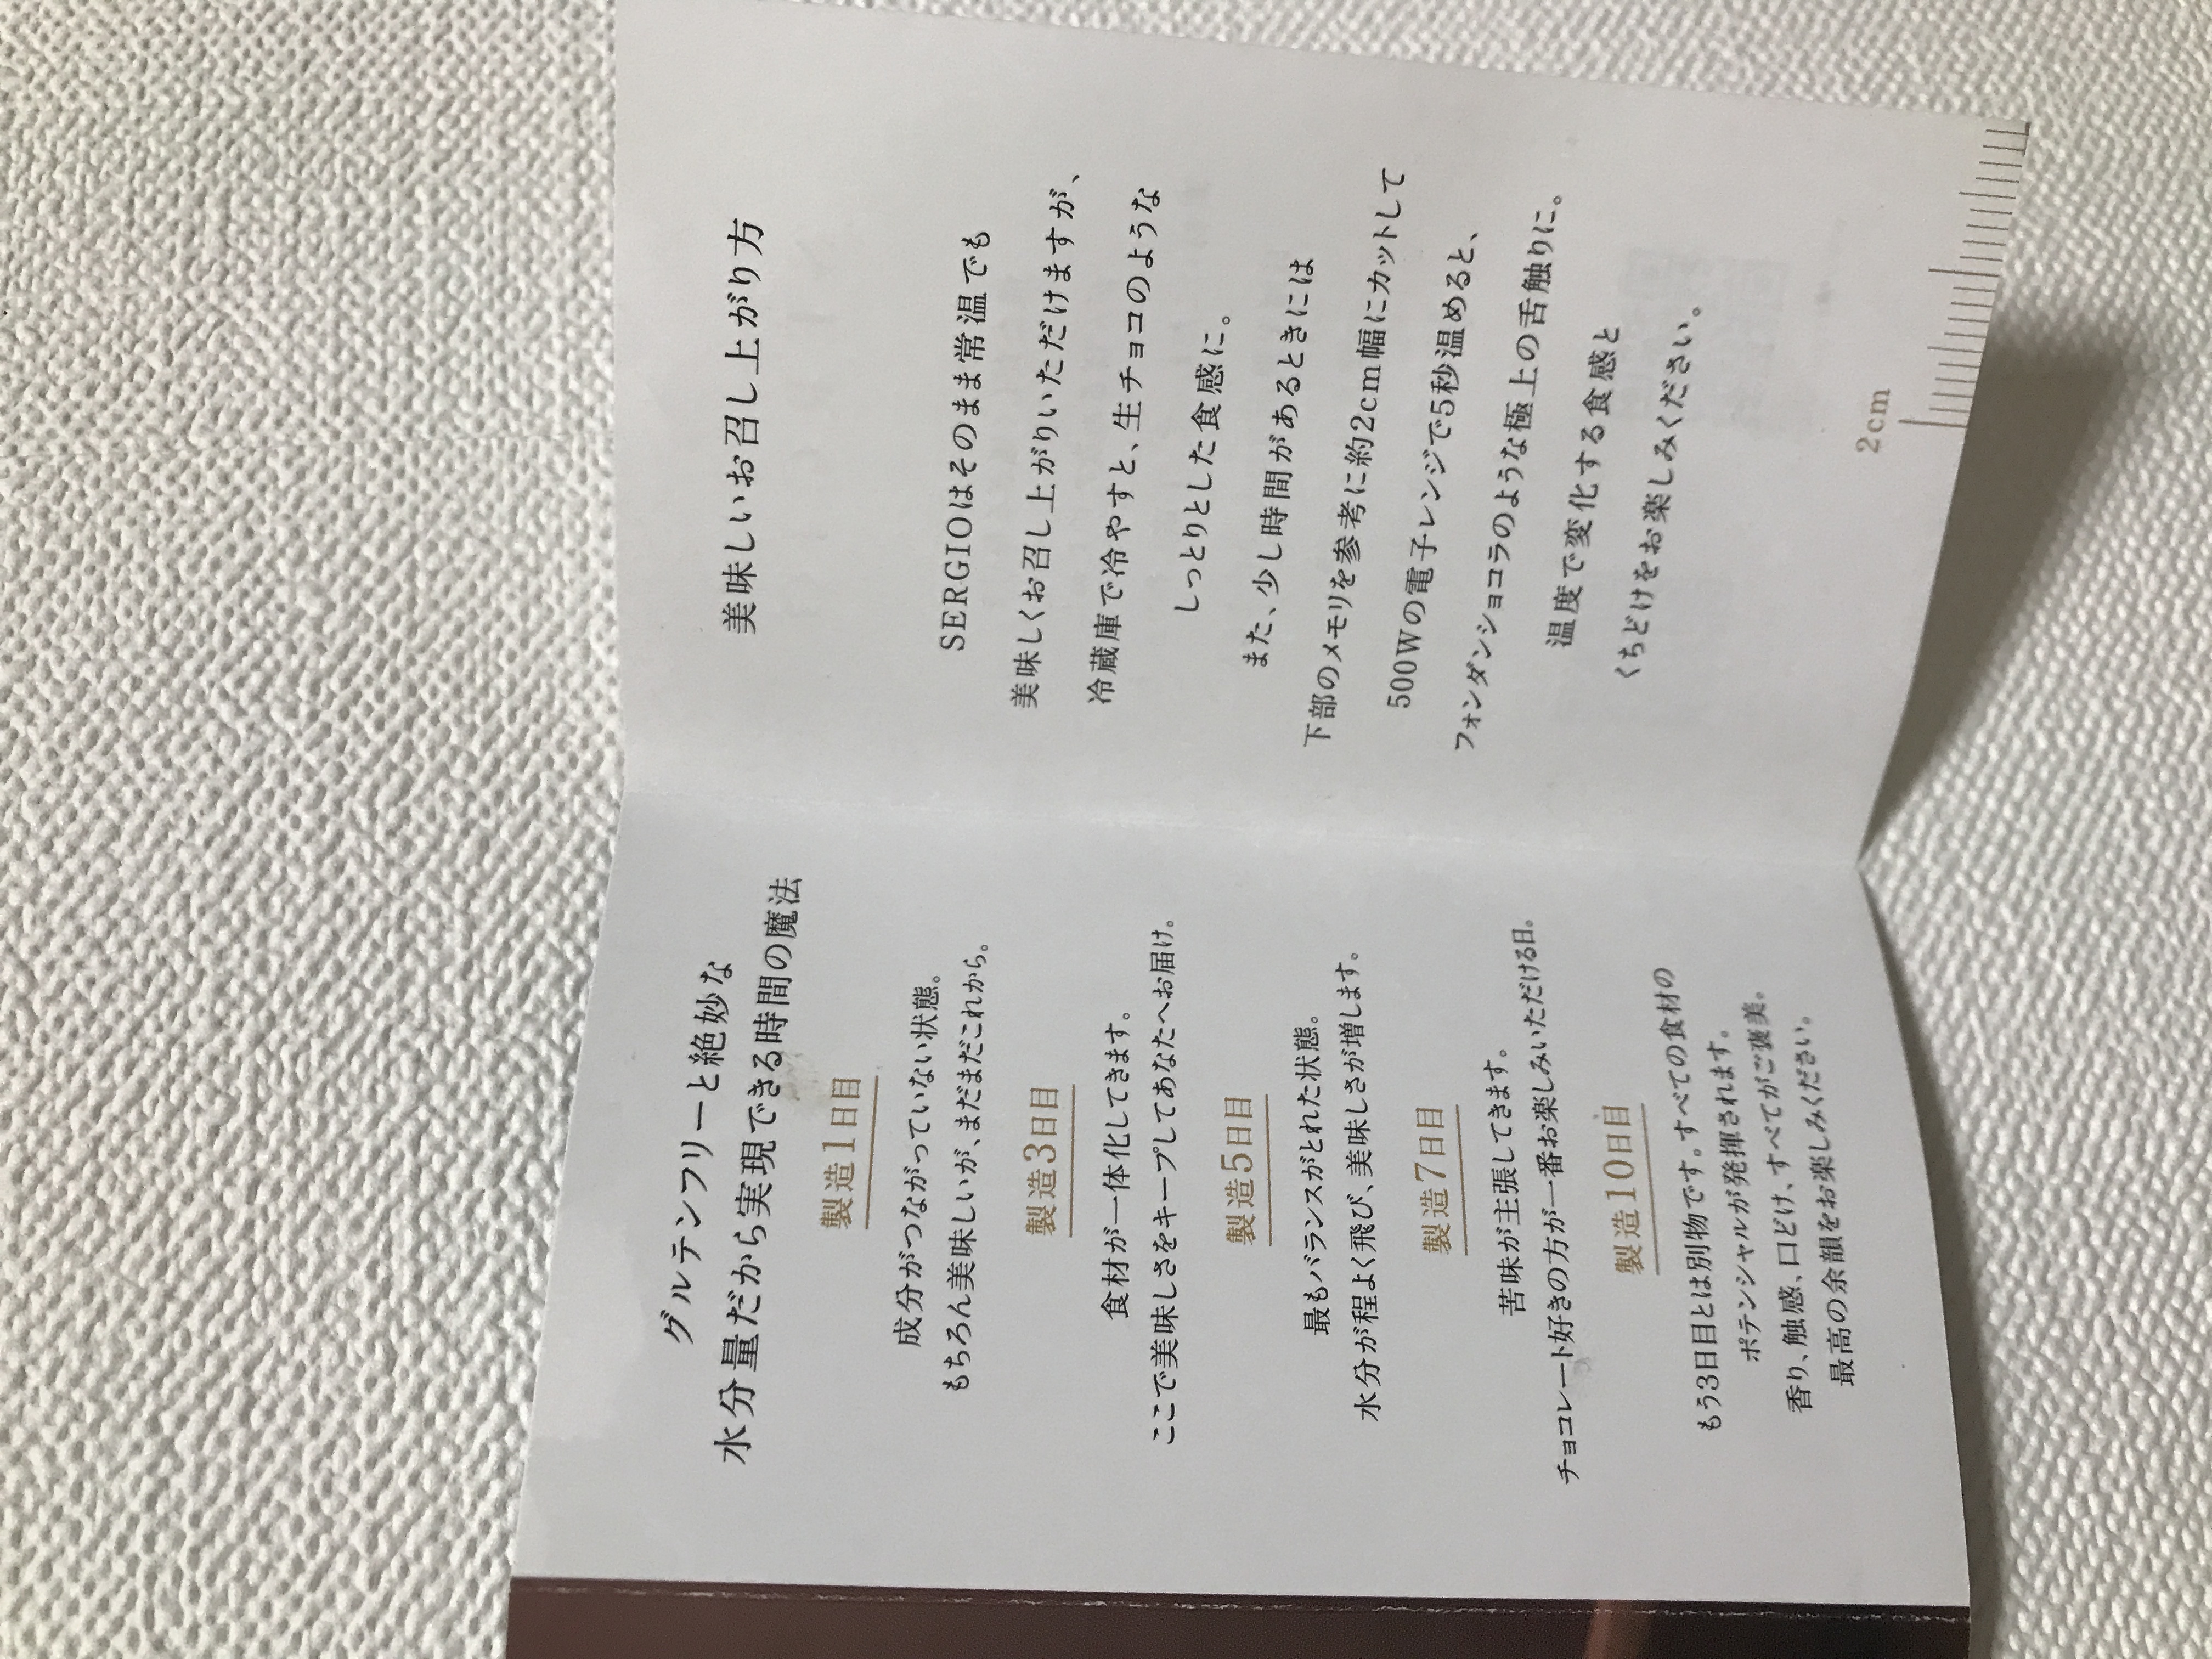 グルテンフリーと絶妙な
水分量だから実現できる時間の魔法
製造1日目
成分がつながっていない状態。
もちろん美味しいが、まだまだこれから。
製造3日目
食材が一体化してきます。
ここで美味しさをキープしてあなたへお届け。
製造5日目
最もバランスがとれた状態。
水分が程よく飛び、美味しさが増します。
製造7日目
苦味が主張してきます。
チョコレート好きの方が一番お楽しみいただける日。
製造10日目
もう3日目とは別物です。すべての食材の
ポテンシャルが発揮されます。
香り、触感、口どけ、すべてがご褒美。
最高の余韻をお楽しみください。
美味しいお召し上がり方
SERGIOはそのまま常温でも
美味しくお召し上がりいただけますが、
冷蔵庫で冷やすと、生チョコのような
しっとりとした食感に。
また、少し時間があるときには
下部のメモリを参考に約2cm幅にカットして
500Wの電子レンジで5秒温めると、
フォンダンショコラのような極上の舌触りに。
温度で変化する食感と
くちどけをお楽しみください。
2cm